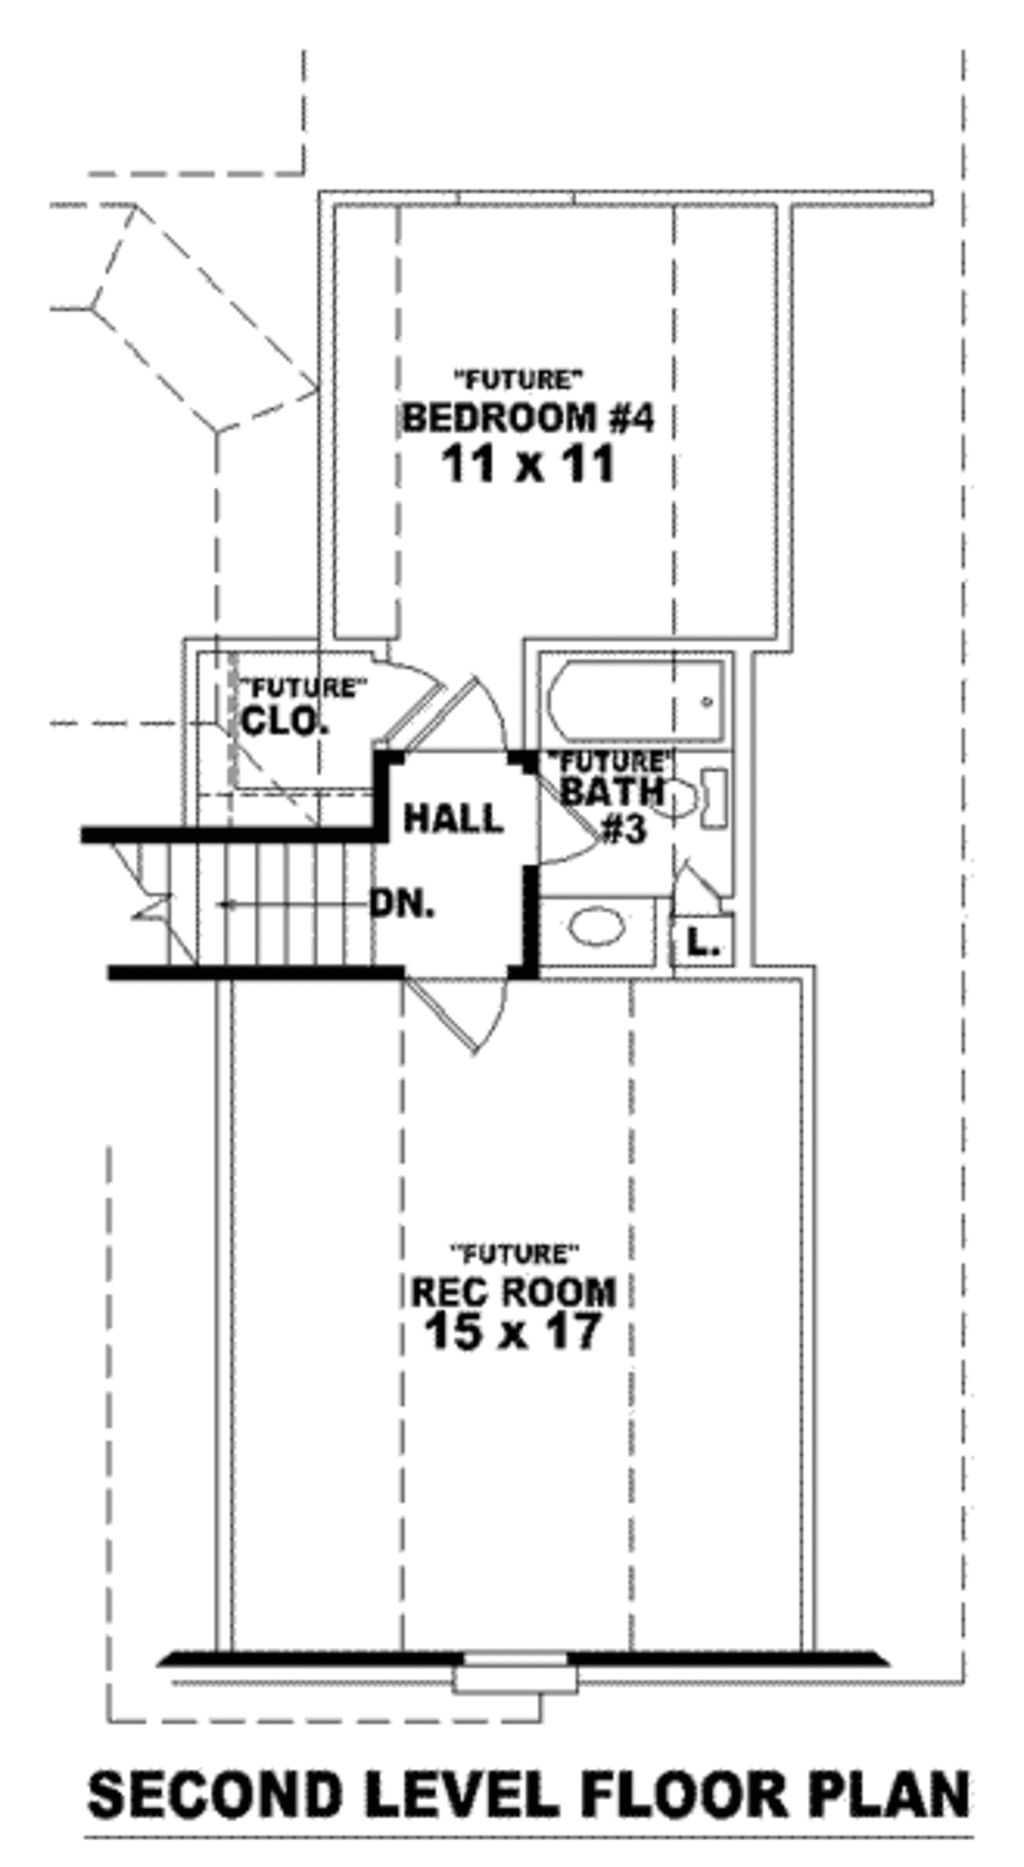 "FUTURE"
BEDROOM #4
11 x 11
"FUTURE"
CLO.
"FUTURE"
BATH
#3
HALL
DN.
L.
"FUTURE"
REC ROOM
15 x 17
SECOND LEVEL FLOOR PLAN